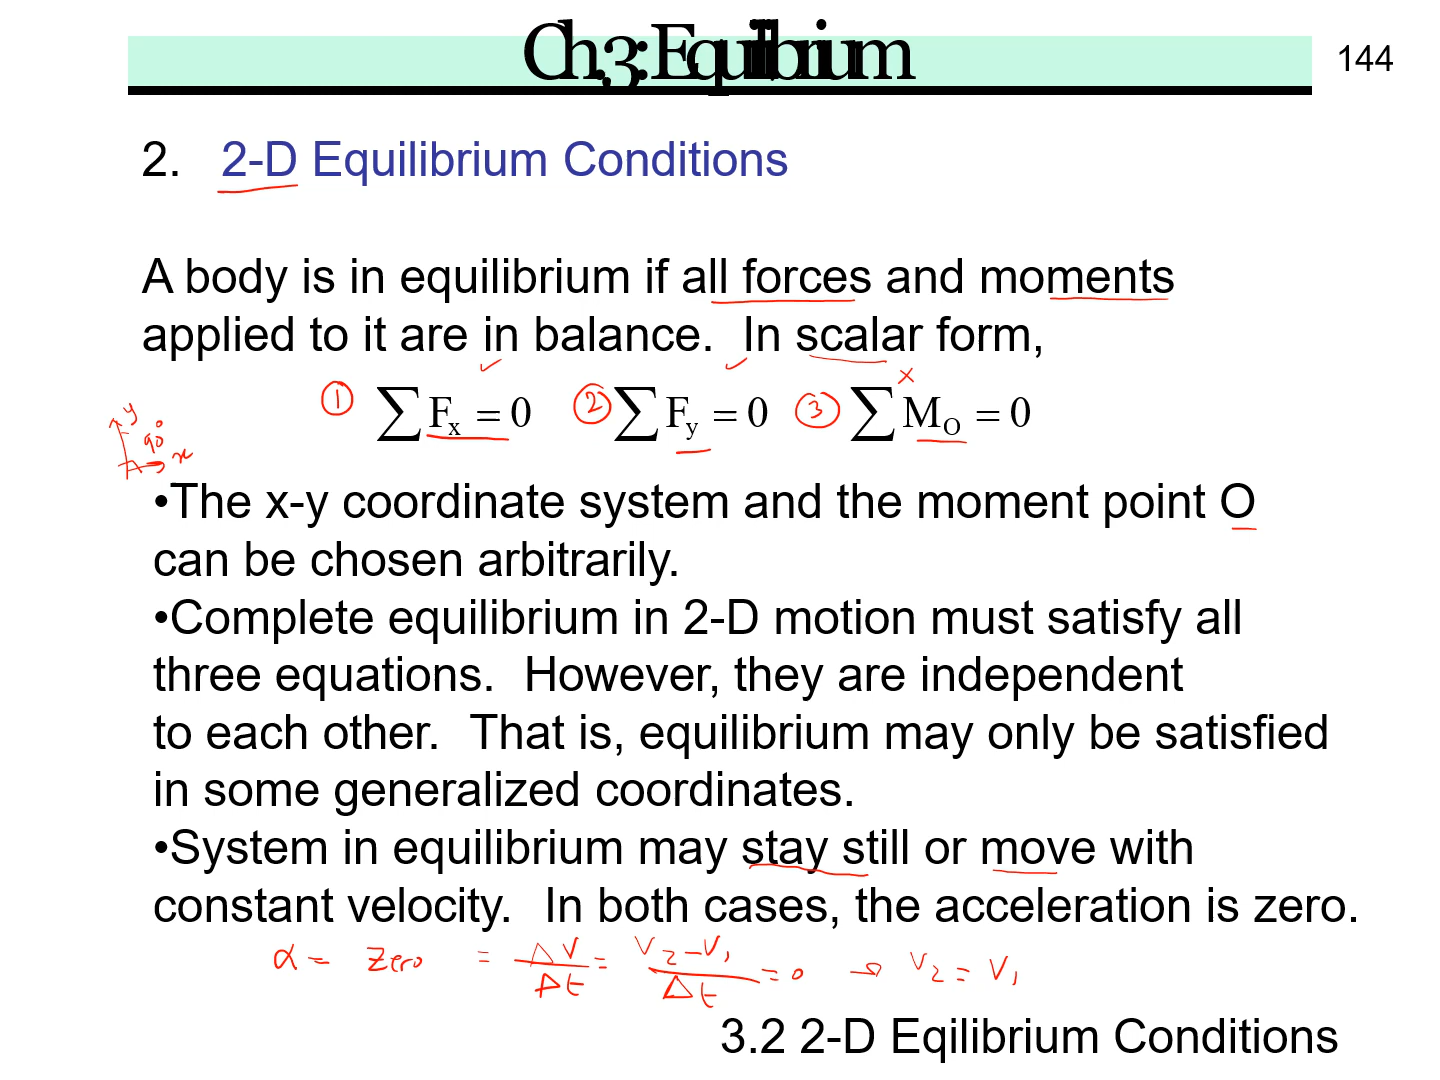 Ch.3: Equilibrium
144
2. 2-D Equilibrium Conditions
A body is in equilibrium if all forces and moments
applied to it are in balance. In scalar form,
x
① ∑ Fx = 0 ② ∑ Fy = 0 ③ ∑ MO = 0
y
90°
x
•The x-y coordinate system and the moment point O
can be chosen arbitrarily.
•Complete equilibrium in 2-D motion must satisfy all
three equations. However, they are independent
to each other. That is, equilibrium may only be satisfied
in some generalized coordinates.
•System in equilibrium may stay still or move with
constant velocity. In both cases, the acceleration is zero.
a = Zero = ΔV/Δt = V2-V1/Δt = 0 → V2 = V1
3.2 2-D Eqilibrium Conditions